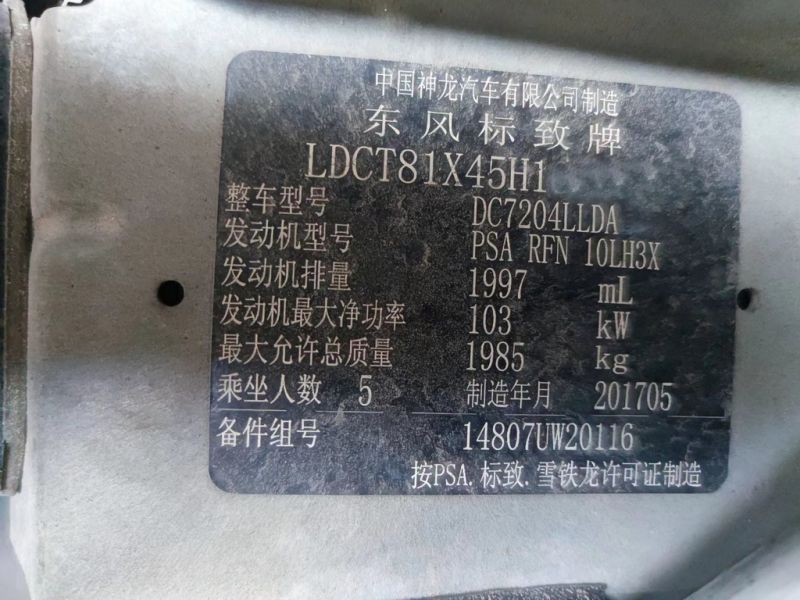 中国神龙汽车有限公司制造
东风标致牌
LDCT81X45H1
整车型号 DC7204LLDA
发动机型号 PSA RFN 10LH3X
发动机排量 1997 mL
发动机最大净功率 103 kW
最大允许总质量 1985 kg
乘坐人数 5 制造年月 201705
备件组号 14807UW20116
按PSA.标致.雪铁龙许可证制造